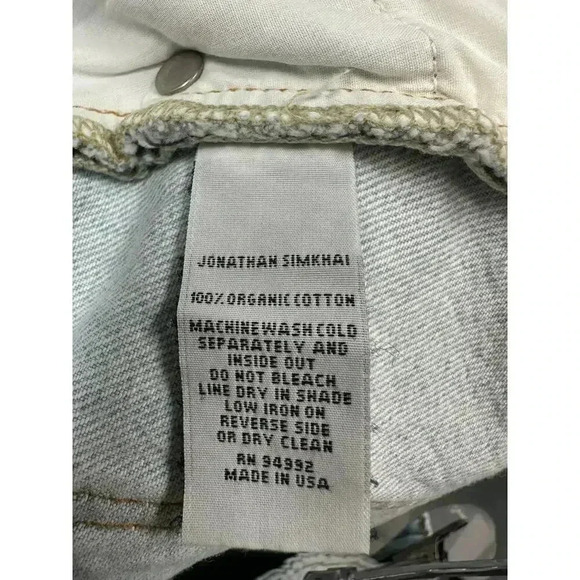 JONATHAN SIMKHAI
100% ORGANIC COTTON
MACHINE WASH COLD
SEPARATELY AND
INSIDE OUT
DO NOT BLEACH
LINE DRY IN SHADE
LOW IRON ON
REVERSE SIDE
OR DRY CLEAN
RN 94992
MADE IN USA